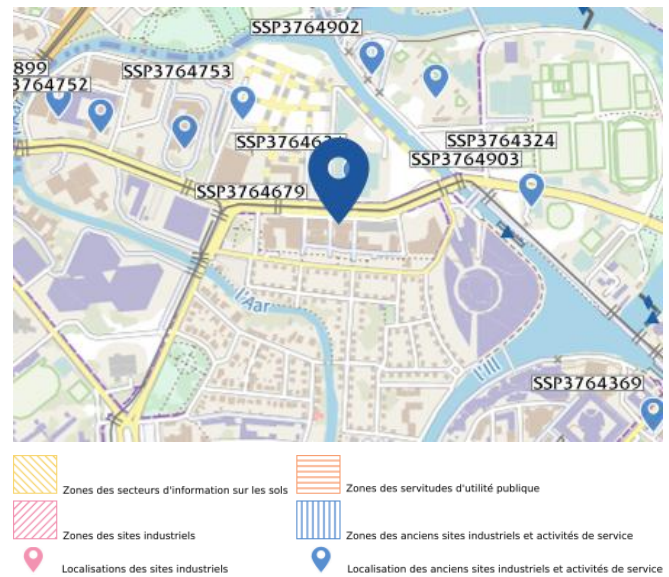 SSP3764902
899
3764752
SSP3764753
SSP3764324
SSP3764903
SSP3764679
l'Aar
l'Ill
SSP3764369
Zones des secteurs d'information sur les sols
Zones des servitudes d'utilité publique
Zones des sites industriels
Zones des anciens sites industriels et activités de service
Localisations des sites industriels
Localisation des anciens sites industriels et activités de service